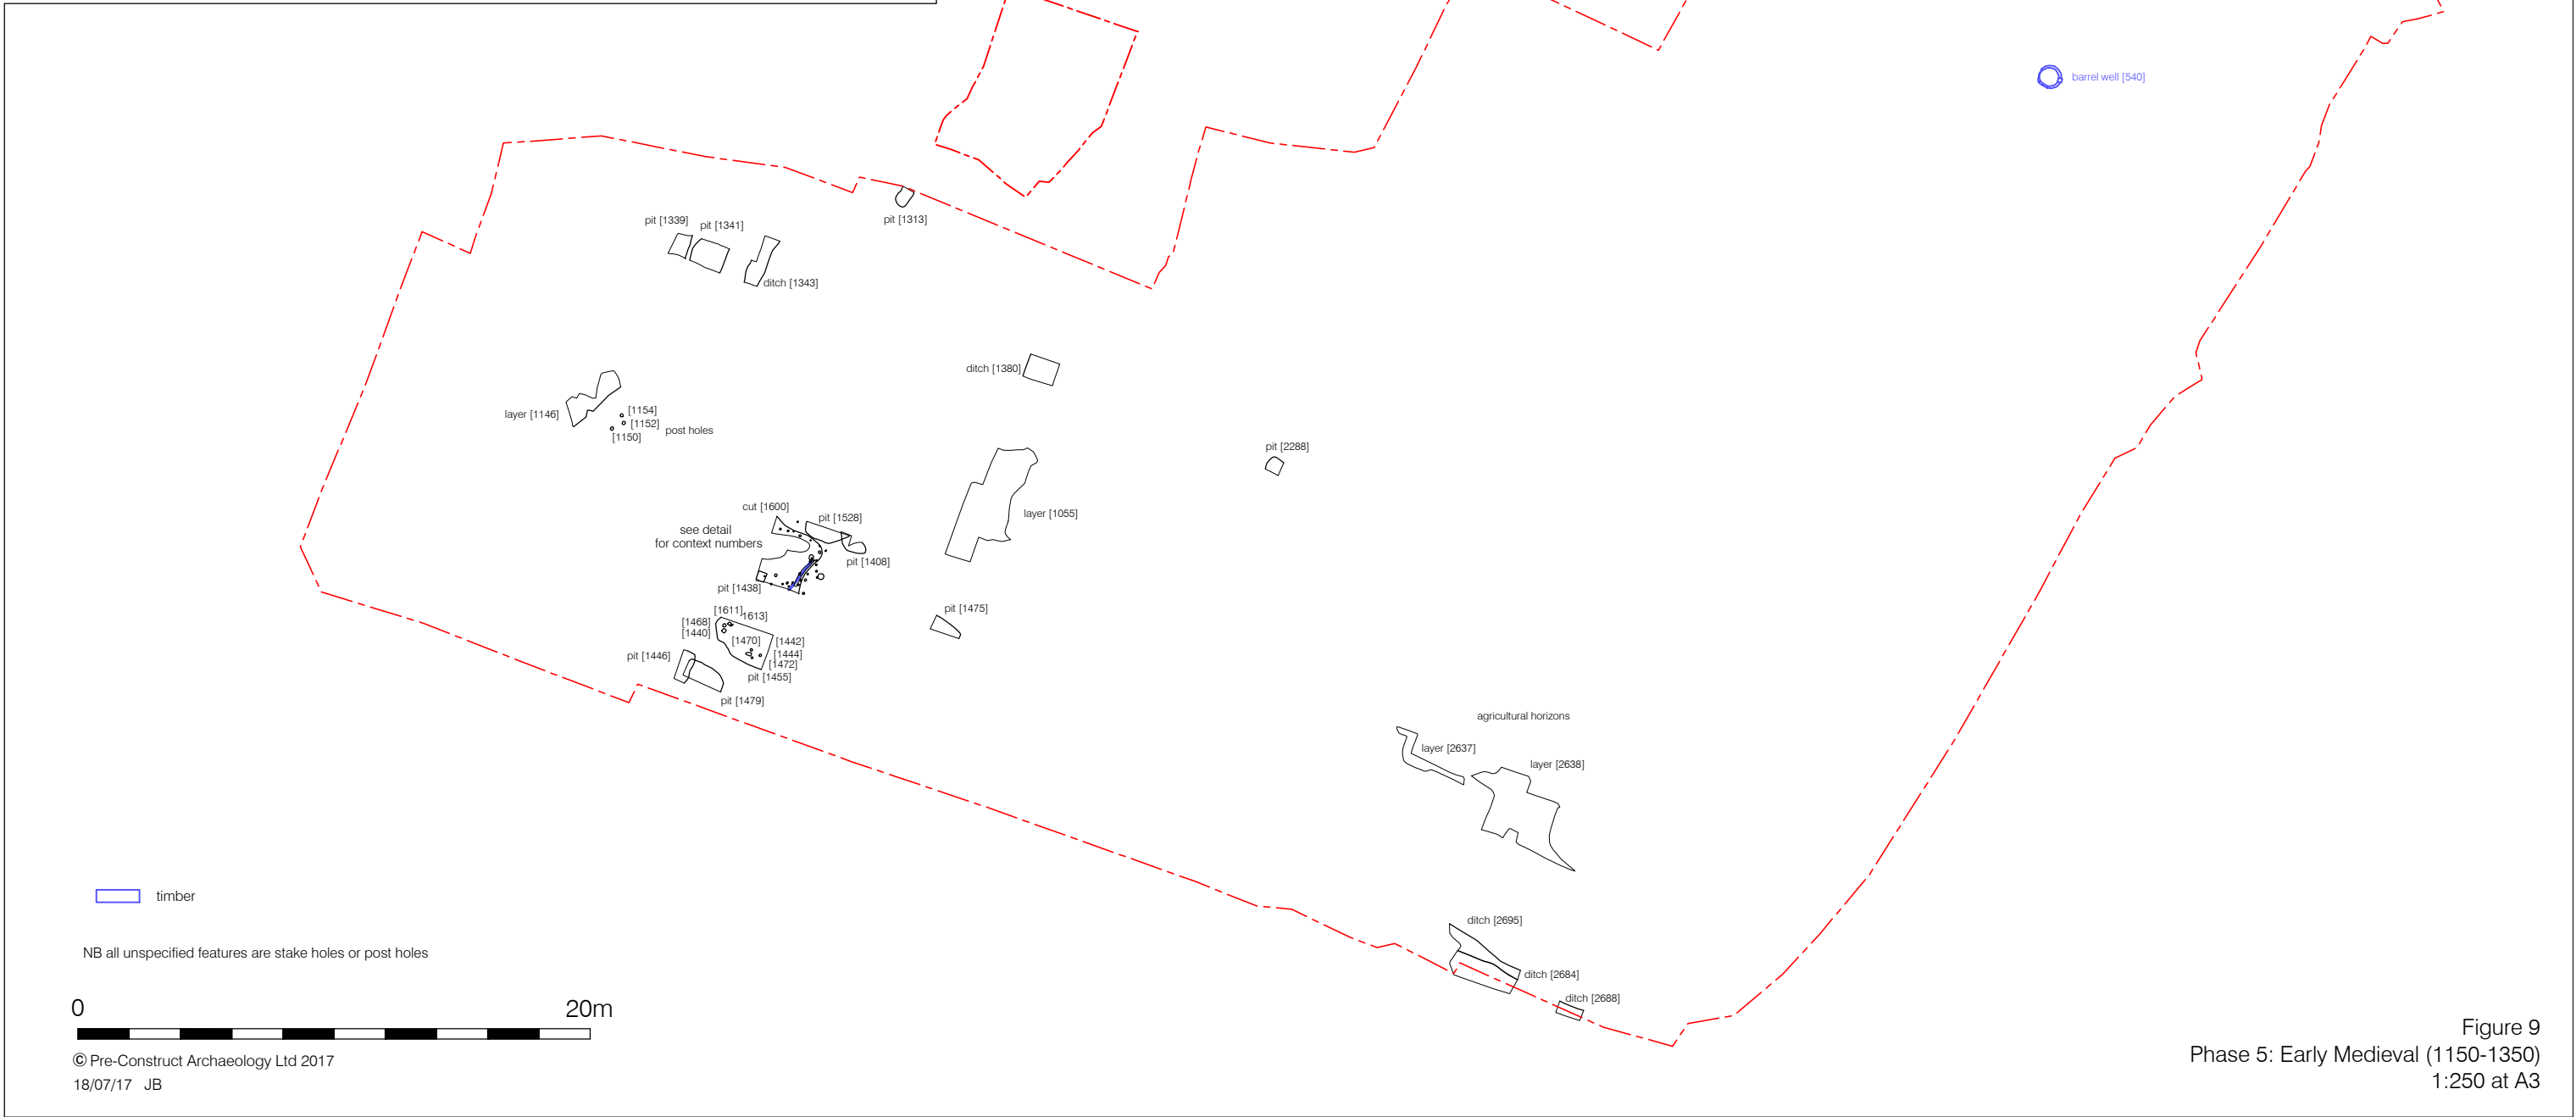 barrel well [540]
pit [1313]
pit [1339]
pit [1341]
ditch [1343]
ditch [1380]
layer [1146]
[1154]
[1152]
[1150]
post holes
pit [2288]
layer [1055]
cut [1600]
pit [1528]
see detail
for context numbers
pit [1408]
pit [1438]
pit [1475]
[1611]
1613]
[1468]
[1440]
[1470]
[1442]
[1444]
[1472]
pit [1446]
pit [1455]
pit [1479]
agricultural horizons
layer [2637]
layer [2638]
timber
ditch [2695]
NB all unspecified features are stake holes or post holes
ditch [2684]
ditch [2688]
0 20m
© Pre-Construct Archaeology Ltd 2017
18/07/17 JB
Figure 9
Phase 5: Early Medieval (1150-1350)
1:250 at A3